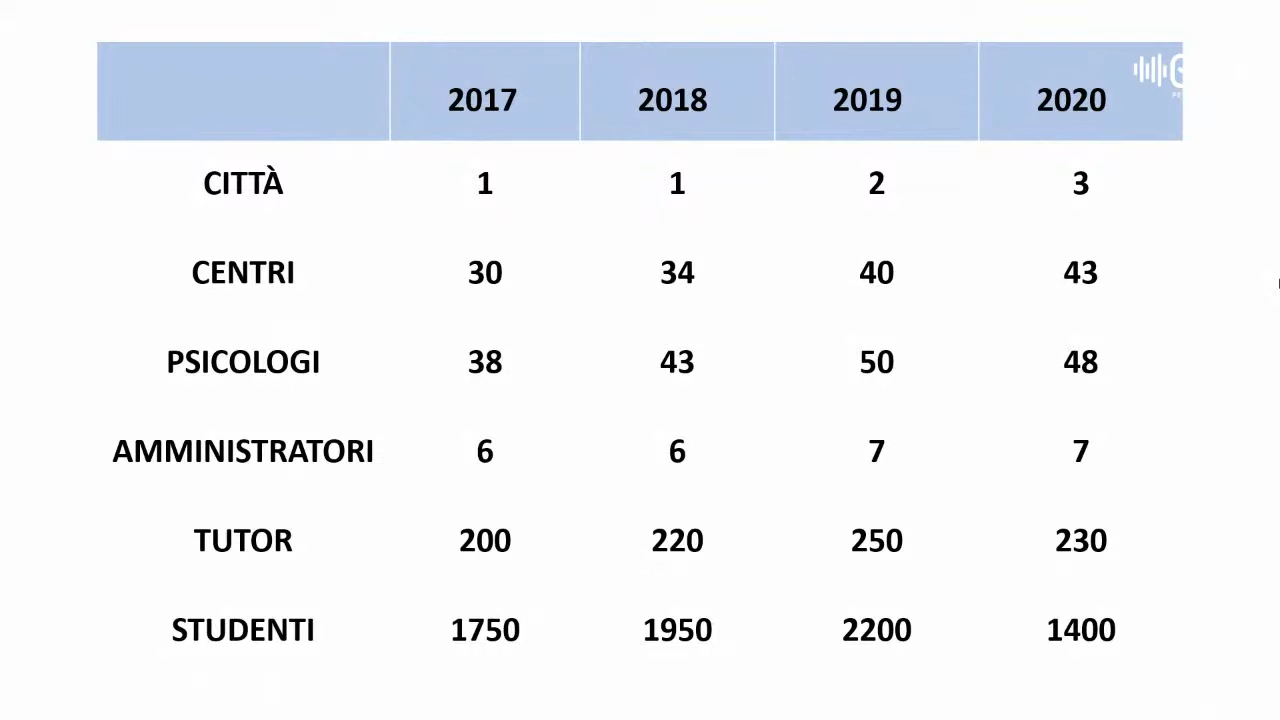 2017 2018 2019 2020
CITTÀ 1 1 2 3
CENTRI 30 34 40 43
PSICOLOGI 38 43 50 48
AMMINISTRATORI 6 6 7 7
TUTOR 200 220 250 230
STUDENTI 1750 1950 2200 1400